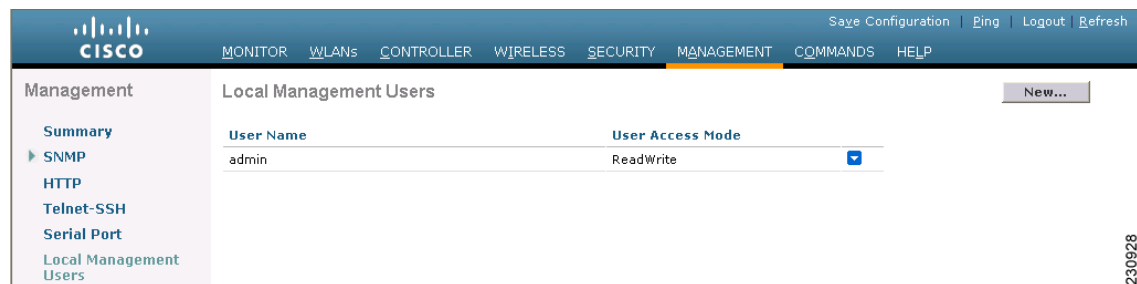 Save Configuration | Ping | Logout | Refresh
CISCO
MONITOR WLANs CONTROLLER WIRELESS SECURITY MANAGEMENT COMMANDS HELP
Management
Local Management Users
New...
Summary
SNMP
HTTP
Telnet-SSH
Serial Port
Local Management
Users
User Name User Access Mode
admin ReadWrite
230928